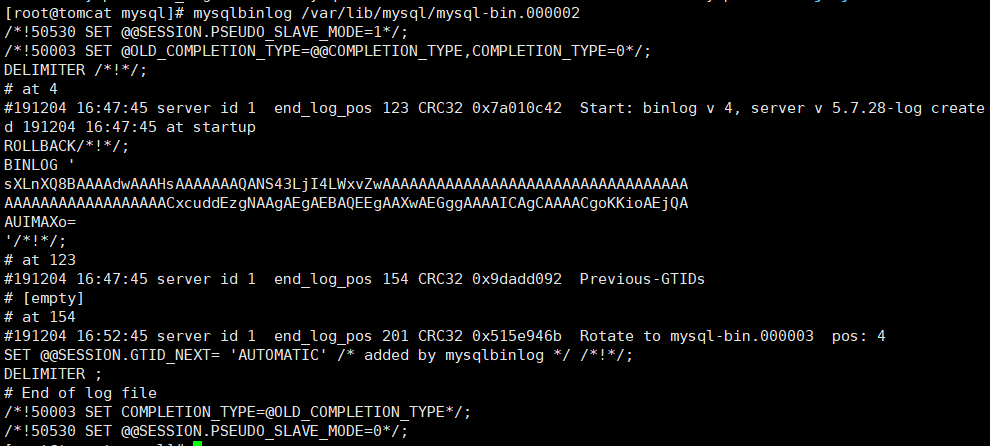 [root@tomcat mysql]# mysqlbinlog /var/lib/mysql/mysql-bin.000002
/*!50530 SET @@SESSION.PSEUDO_SLAVE_MODE=1*/;
/*!50003 SET @OLD_COMPLETION_TYPE=@@COMPLETION_TYPE,COMPLETION_TYPE=0*/;
DELIMITER /*!*/;
# at 4
#191204 16:47:45 server id 1  end_log_pos 123 CRC32 0x7a010c42  Start: binlog v 4, server v 5.7.28-log create
d 191204 16:47:45 at startup
ROLLBACK/*!*/;
BINLOG '
sXLnXQ8BAAAAdwAAAHsAAAAAAAQANS43LjI4LWxvZwAAAAAAAAAAAAAAAAAAAAAAAAAAAAAAAAAA
AAAAAAAAAAAAAAAAAACxcuddEzgNAAgAEgAEBAQEEgAAXwAEGggAAAAICAgCAAAACgoKKioAEjQA
AUIMAXo=
'/*!*/;
# at 123
#191204 16:47:45 server id 1  end_log_pos 154 CRC32 0x9dadd092  Previous-GTIDs
# [empty]
# at 154
#191204 16:52:45 server id 1  end_log_pos 201 CRC32 0x515e946b  Rotate to mysql-bin.000003  pos: 4
SET @@SESSION.GTID_NEXT= 'AUTOMATIC' /* added by mysqlbinlog */ /*!*/;
DELIMITER ;
# End of log file
/*!50003 SET COMPLETION_TYPE=@OLD_COMPLETION_TYPE*/;
/*!50530 SET @@SESSION.PSEUDO_SLAVE_MODE=0*/;